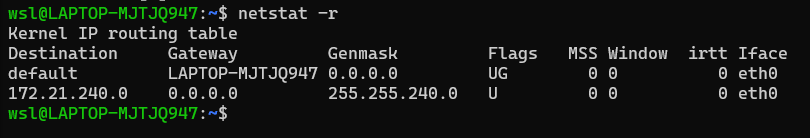 wsl@LAPTOP-MJTJQ947:~$ netstat -r
Kernel IP routing table
Destination     Gateway         Genmask         Flags   MSS Window  irtt Iface
default         LAPTOP-MJTJQ947 0.0.0.0         UG        0 0          0 eth0
172.21.240.0    0.0.0.0         255.255.240.0   U         0 0          0 eth0
wsl@LAPTOP-MJTJQ947:~$